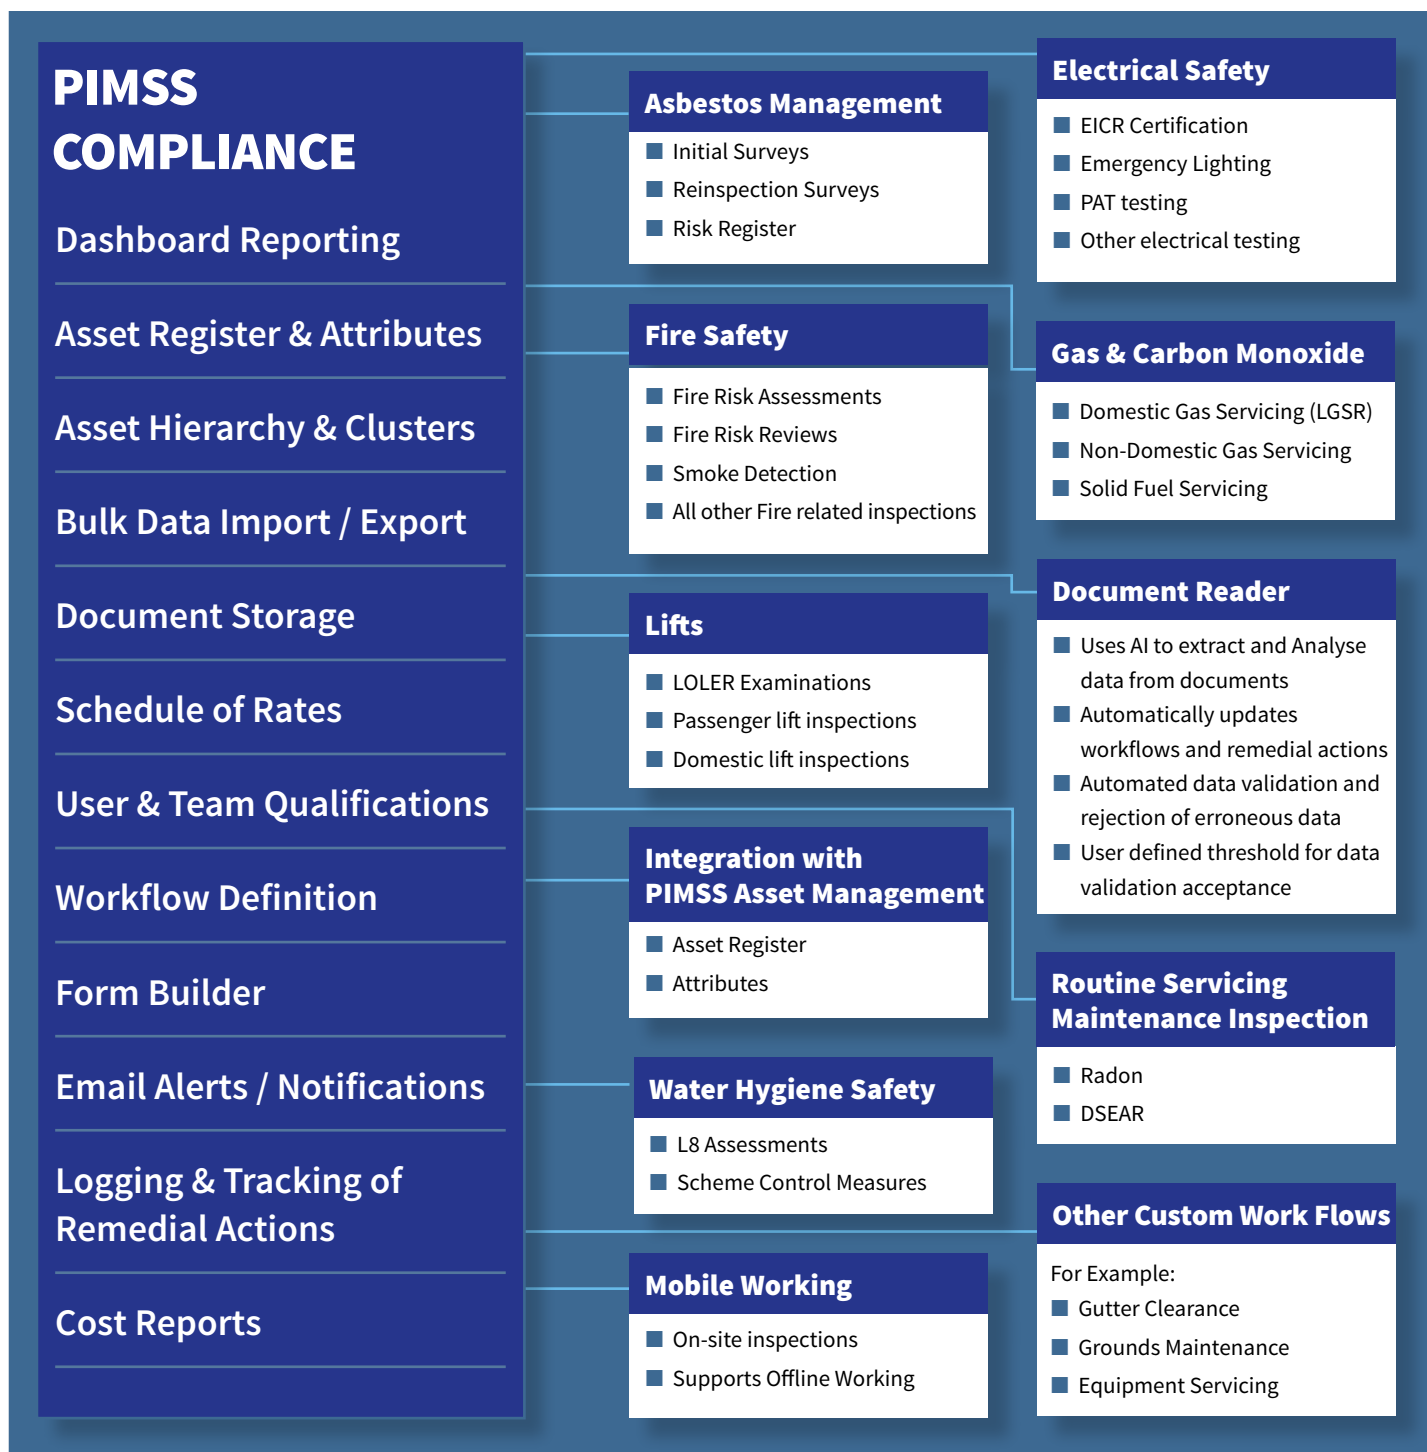 PIMSS
COMPLIANCE
Dashboard Reporting
Asset Register & Attributes
Asset Hierarchy & Clusters
Bulk Data Import / Export
Document Storage
Schedule of Rates
User & Team Qualifications
Workflow Definition
Form Builder
Email Alerts / Notifications
Logging & Tracking of
Remedial Actions
Cost Reports
Asbestos Management
Initial Surveys
Reinspection Surveys
Risk Register
Fire Safety
Fire Risk Assessments
Fire Risk Reviews
Smoke Detection
All other Fire related inspections
Lifts
LOLER Examinations
Passenger lift inspections
Domestic lift inspections
Integration with
PIMSS Asset Management
Asset Register
Attributes
Water Hygiene Safety
L8 Assessments
Scheme Control Measures
Mobile Working
On-site inspections
Supports Offline Working
Electrical Safety
EICR Certification
Emergency Lighting
PAT testing
Other electrical testing
Gas & Carbon Monoxide
Domestic Gas Servicing (LGSR)
Non-Domestic Gas Servicing
Solid Fuel Servicing
Document Reader
Uses AI to extract and Analyse
data from documents
Automatically updates
workflows and remedial actions
Automated data validation and
rejection of erroneous data
User defined threshold for data
validation acceptance
Routine Servicing
Maintenance Inspection
Radon
DSEAR
Other Custom Work Flows
For Example:
Gutter Clearance
Grounds Maintenance
Equipment Servicing